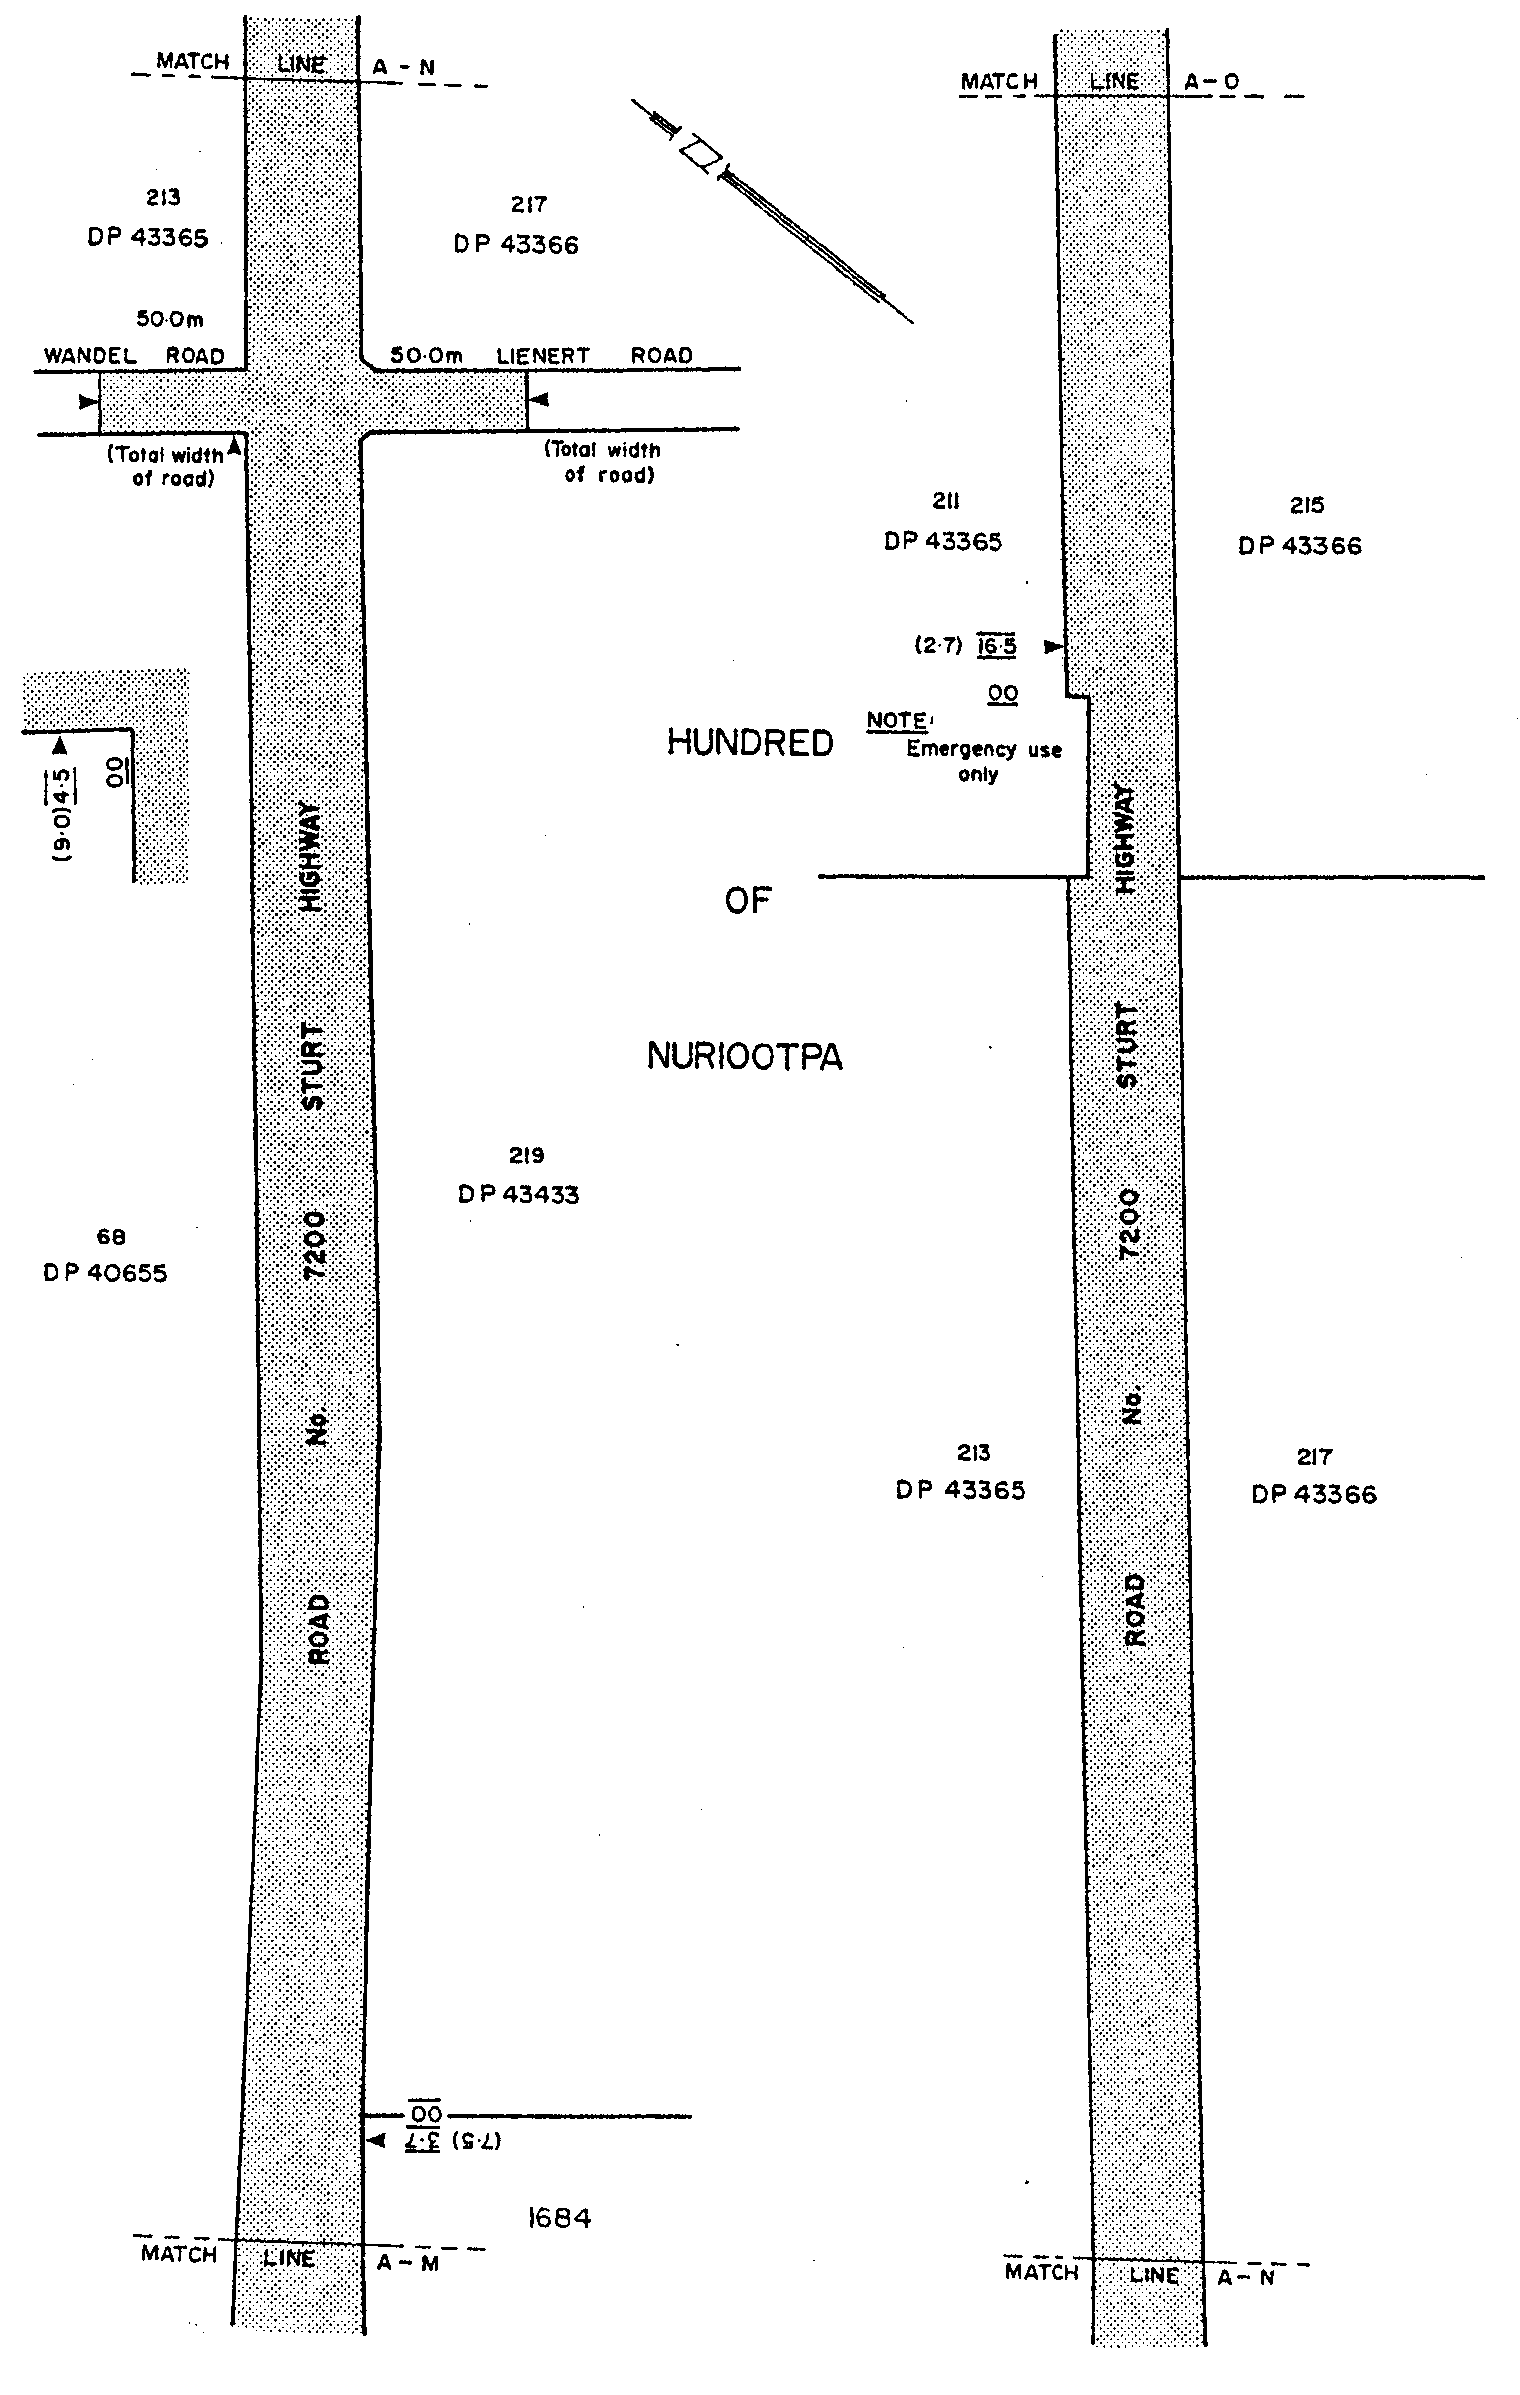 MATCH LINE A-N
213
DP 43365
217
DP 43366
50·0m
WANDEL ROAD
50·0m LIENERT ROAD
(Total width
of road)
(Total width
of road)
(9·0) 4·5
00
HUNDRED
OF
NURIOOTPA
ROAD No. 7200 STURT HIGHWAY
219
DP 43433
68
DP 40655
00
(7·5) 3·7
1684
MATCH LINE A-M
MATCH LINE A-O
211
DP 43365
215
DP 43366
(2·7) 16·5
00
NOTE:
Emergency use
only
ROAD No. 7200 STURT HIGHWAY
213
DP 43365
217
DP 43366
MATCH LINE A-N